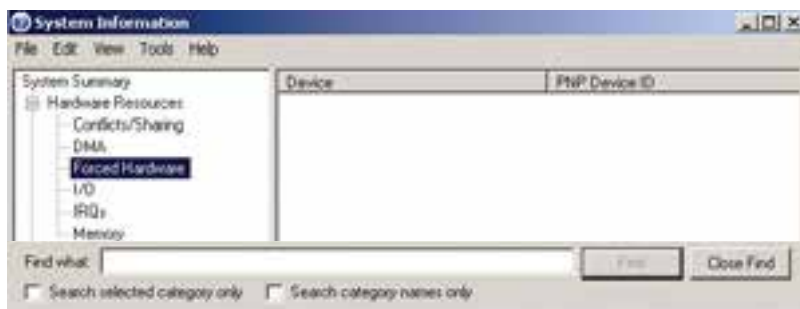 System Information
File Edit View Tools Help
System Summary
Hardware Resources
Conflicts/Sharing
DMA
Forced Hardware
I/O
IRQs
Memory
Device PNP Device ID
Find what:
Find Close Find
Search selected category only Search category names only